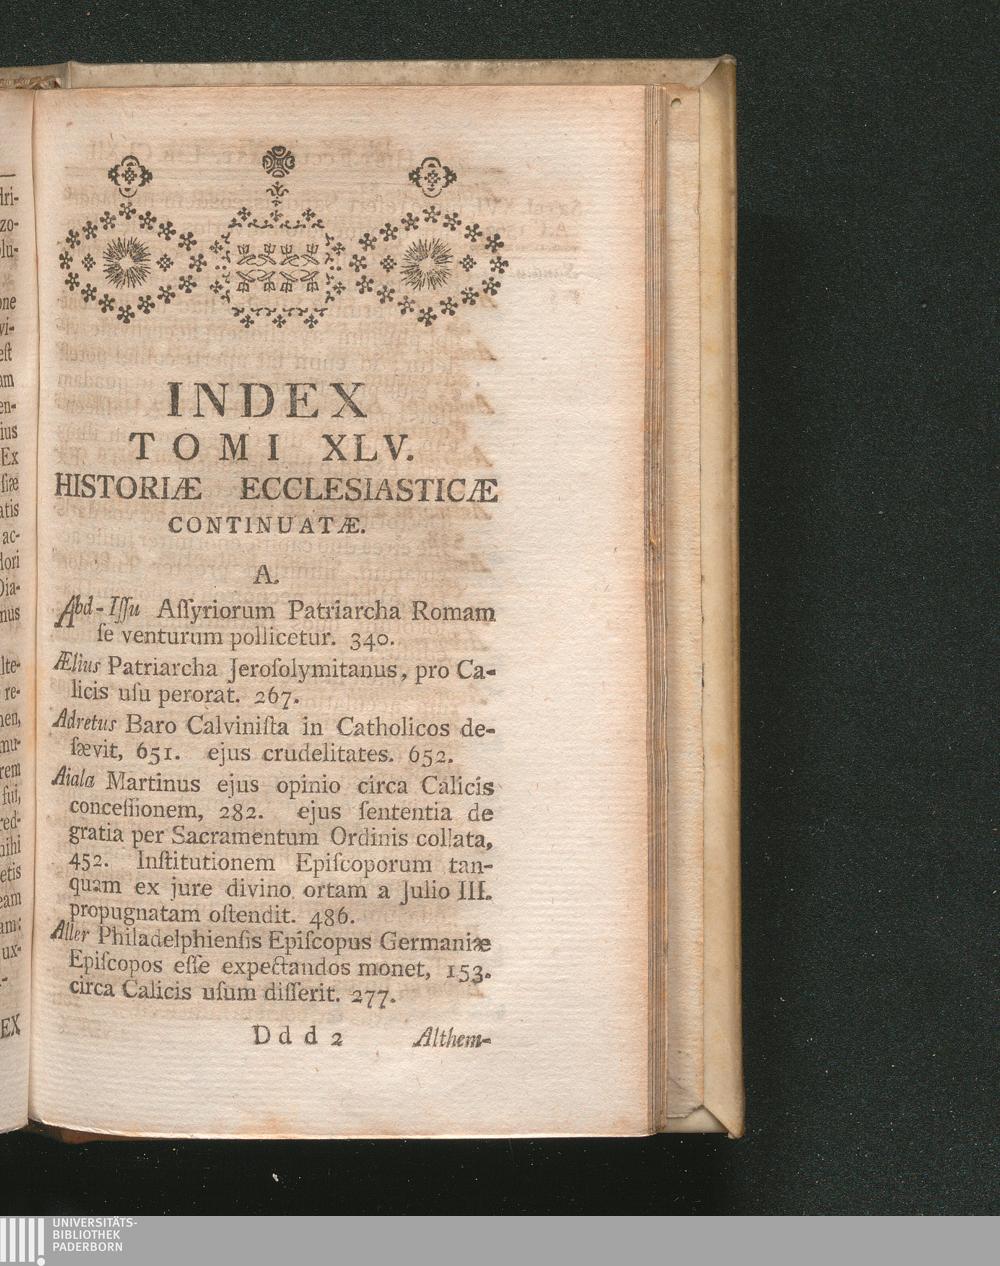 INDEX
TOMI XLV.
HISTORIÆ ECCLESIASTICÆ
CONTINUATÆ.
A.
Abd-Iſſu Aſſyriorum Patriarcha Romam
ſe venturum pollicetur. 340.
Ælius Patriarcha Jeroſolymitanus, pro Ca-
licis uſu perorat. 267.
Adretus Baro Calviniſta in Catholicos de-
ſævit, 651. ejus crudelitates. 652.
Aiala Martinus ejus opinio circa Calicis
conceſſionem, 282. ejus ſententia de
gratia per Sacramentum Ordinis collata,
452. Inſtitutionem Epiſcoporum tan-
quam ex jure divino ortam a Julio III.
propugnatam oſtendit. 486.
Aller Philadelphienſis Epiſcopus Germaniæ
Epiſcopos eſſe expectandos monet, 153.
circa Calicis uſum diſſerit. 277.
Ddd 2 Althem-
UNIVERSITÄTS-
BIBLIOTHEK
PADERBORN